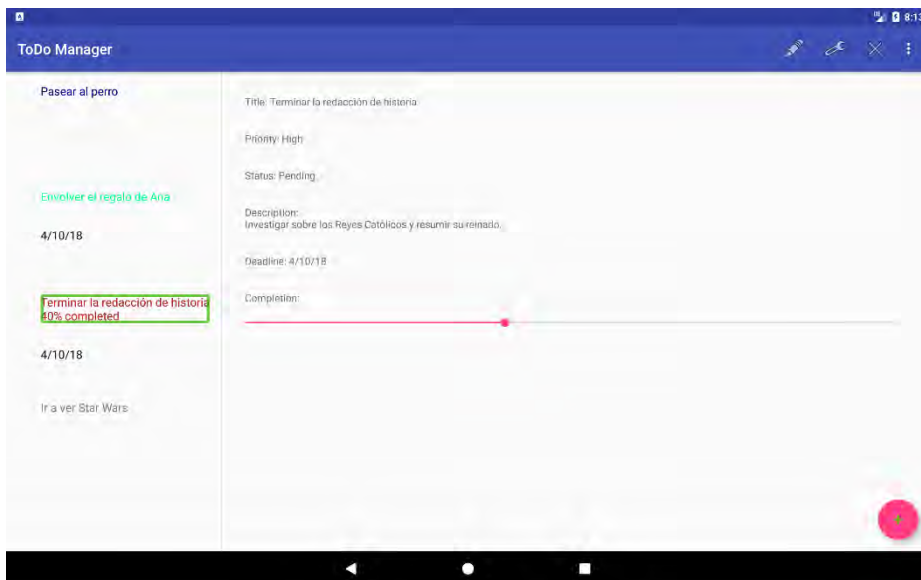 8:13
ToDo Manager
Pasear al perro
Envolver el regalo de Ana
4/10/18
Terminar la redacción de historia
40% completed
4/10/18
Ir a ver Star Wars
Title: Terminar la redacción de historia
Priority: High
Status: Pending
Description:
Investigar sobre los Reyes Católicos y resumir su reinado.
Deadline: 4/10/18
Completion: